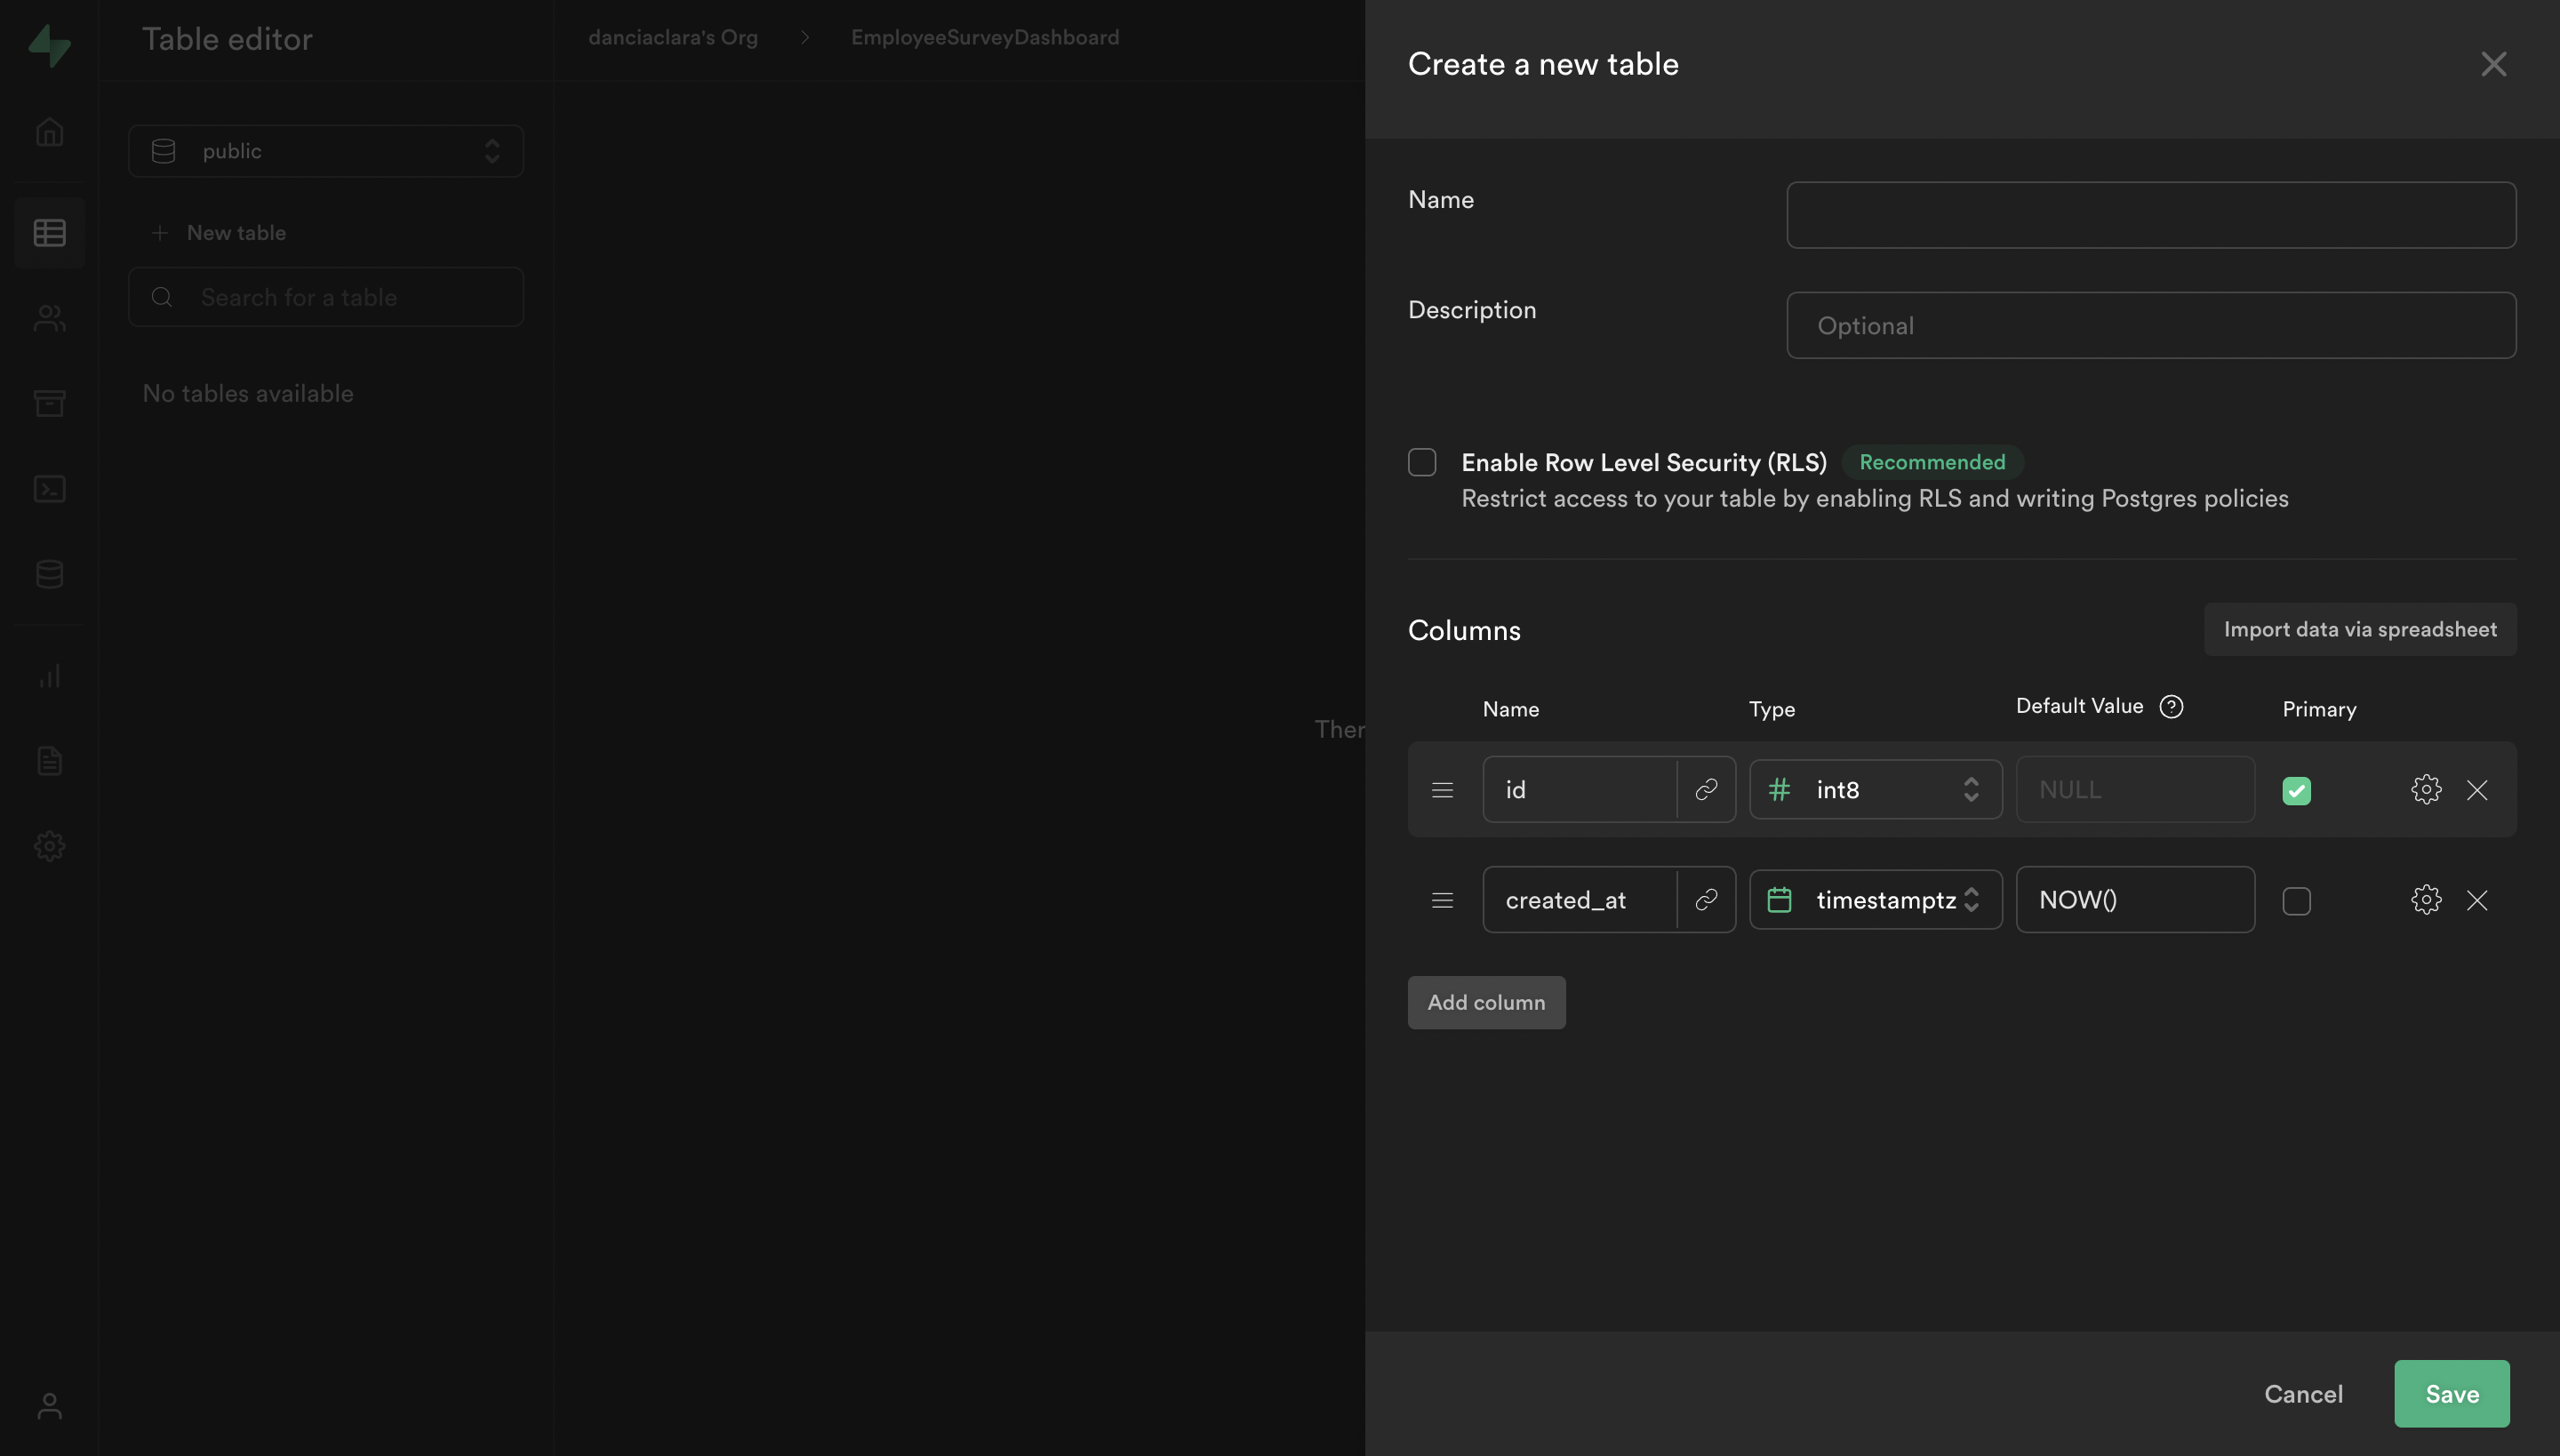 Table editor
danciaclara's Org
EmployeeSurveyDashboard
public
New table
Search for a table
No tables available
Ther
Create a new table
Name
Description
Optional
Enable Row Level Security (RLS) Recommended
Restrict access to your table by enabling RLS and writing Postgres policies
Columns
Import data via spreadsheet
Name Type Default Value Primary
id int8 NULL
created_at timestamptz NOW()
Add column
Cancel Save